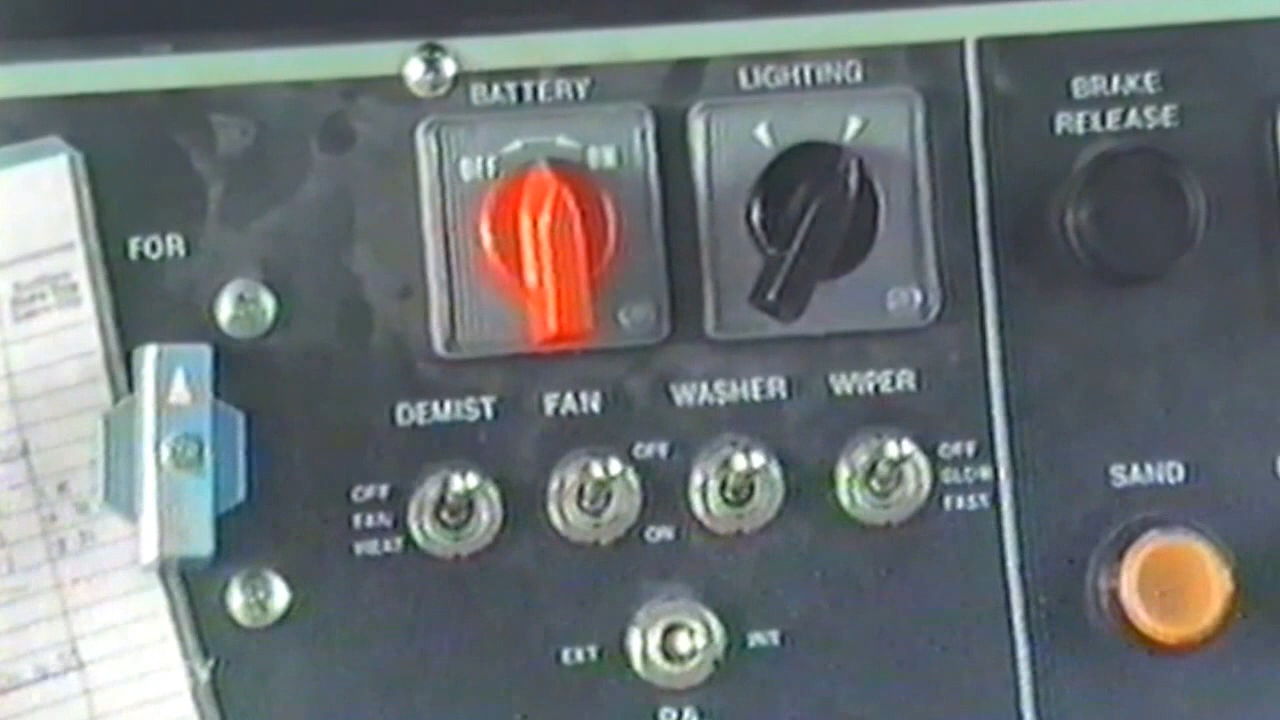 BATTERY
LIGHTING
BRAKE
RELEASE
OFF
ON
FOR
DEMIST
FAN
WASHER
WIPER
OFF
FAN
HEAT
OFF
ON
OFF
SLOW
FAST
SAND
EXT
INT
PA